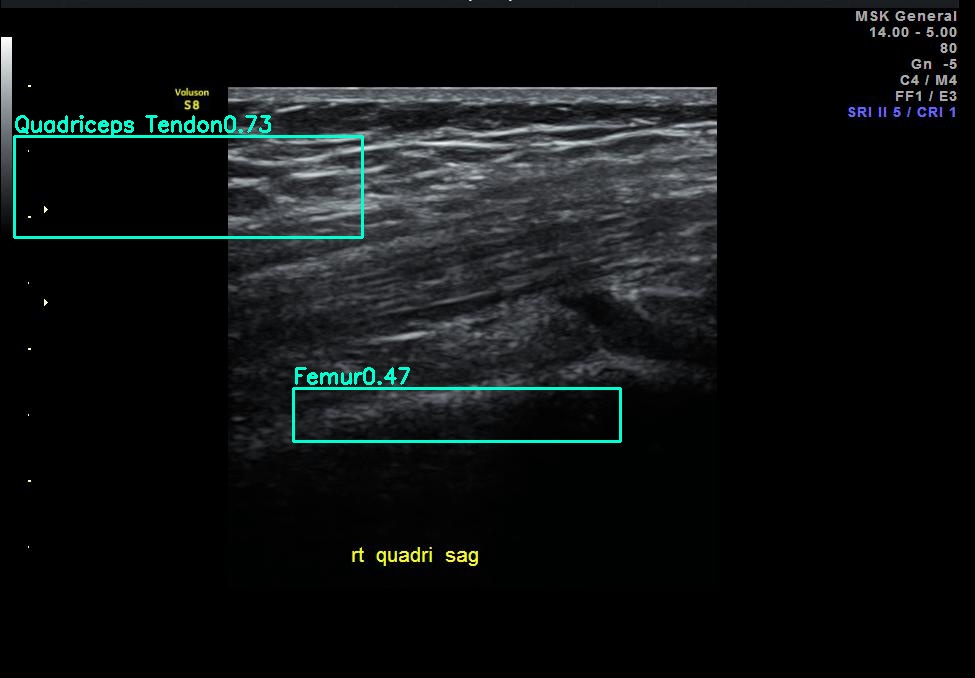 MSK General
14.00 - 5.00
80
Gn -5
C4 / M4
FF1 / E3
SRI II 5 / CRI 1
Voluson
S8
Quadriceps Tendon0.73
Femur0.47
rt quadri sag